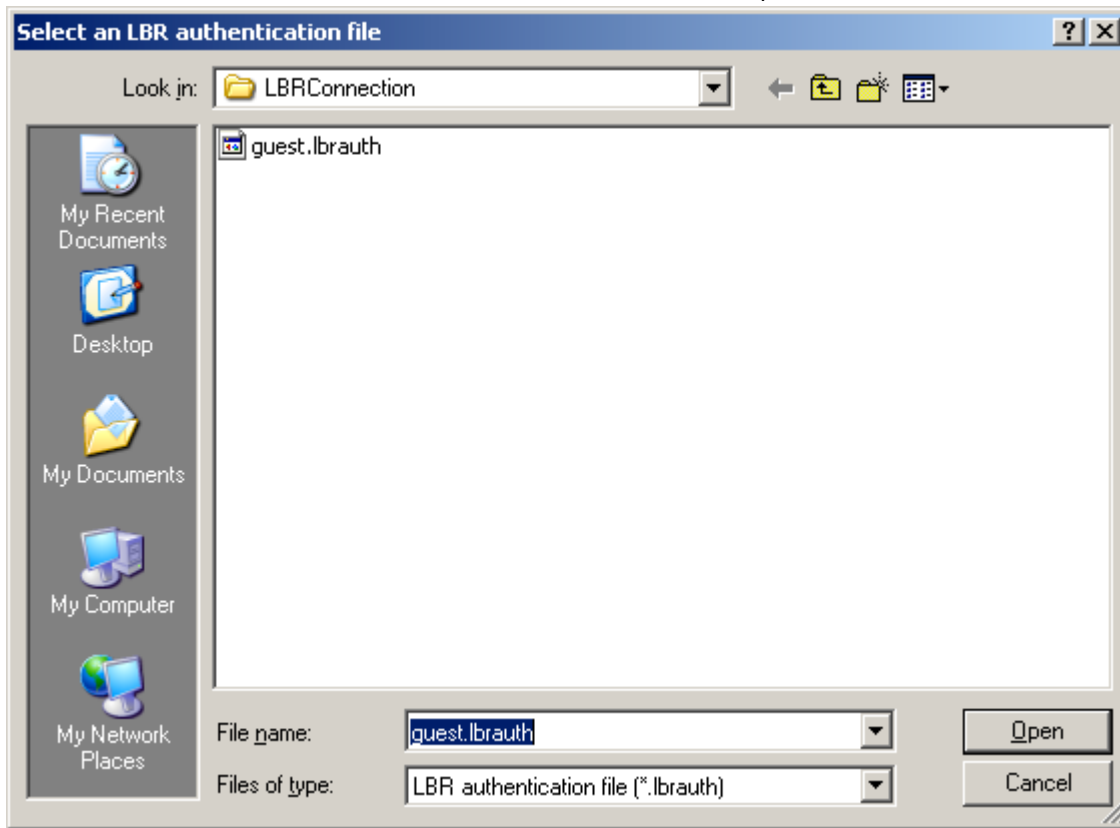 Select an LBR authentication file
Look in: LBRConnection
guest.lbrauth
My Recent
Documents
Desktop
My Documents
My Computer
My Network
Places
File name: guest.lbrauth Open
Files of type: LBR authentication file (*.lbrauth) Cancel